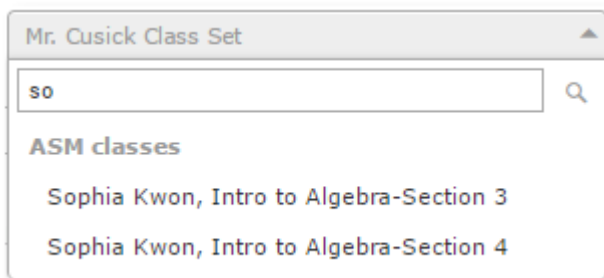 Mr. Cusick Class Set
so
ASM classes
Sophia Kwon, Intro to Algebra-Section 3
Sophia Kwon, Intro to Algebra-Section 4